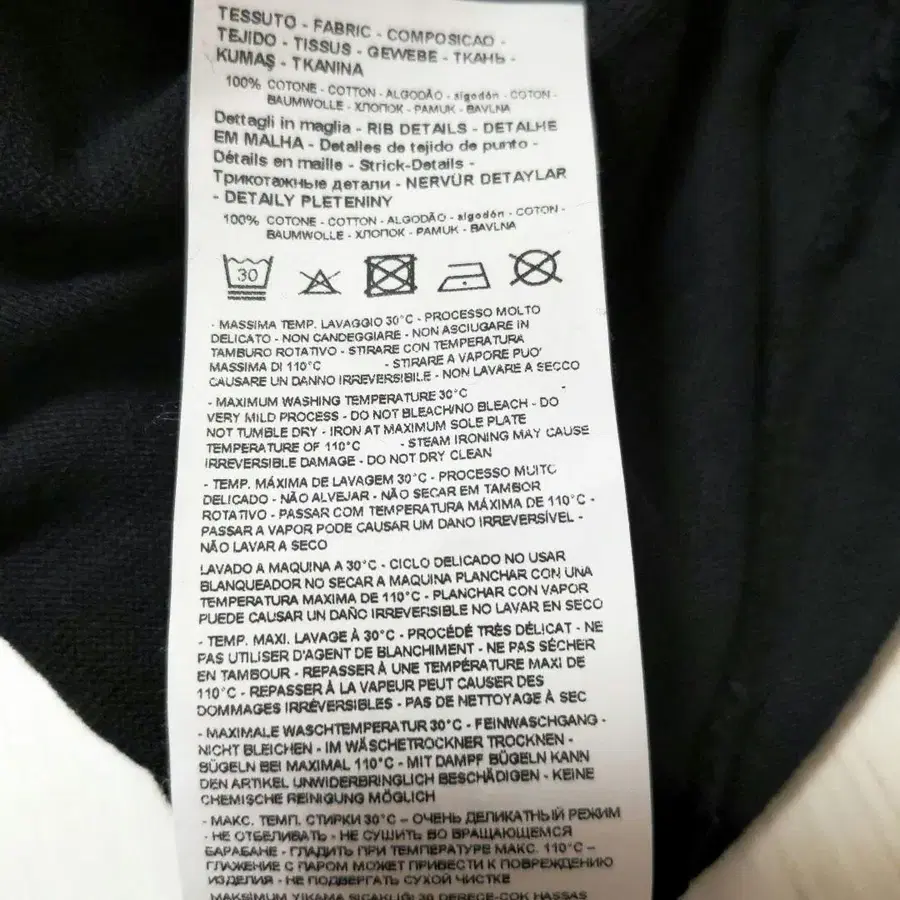 TESSUTO - FABRIC - COMPOSICAO -
TEJIDO - TISSUS - GEWEBE - ТКАНЬ -
KUMAŞ - TKANINA
100% COTONE - COTTON - ALGODÃO - algodón - COTON -
BAUMWOLLE - ХЛОПОК - PAMUK - BAVLNA
Dettagli in maglia - RIB DETAILS - DETALHE
EM MALHA - Detalles de tejido de punto -
Détails en maille - Strick-Details -
Трикотажные детали - NERVÜR DETAYLAR
- DETAILY PLETENINY
100% COTONE - COTTON - ALGODÃO - algodón - COTON -
BAUMWOLLE - ХЛОПОК - PAMUK - BAVLNA
30
- MASSIMA TEMP. LAVAGGIO 30°C - PROCESSO MOLTO
DELICATO - NON CANDEGGIARE - NON ASCIUGARE IN
TAMBURO ROTATIVO - STIRARE CON TEMPERATURA
MASSIMA DI 110°C - STIRARE A VAPORE PUO'
CAUSARE UN DANNO IRREVERSIBILE - NON LAVARE A SECCO
- MAXIMUM WASHING TEMPERATURE 30°C -
VERY MILD PROCESS - DO NOT BLEACH/NO BLEACH - DO
NOT TUMBLE DRY - IRON AT MAXIMUM SOLE PLATE
TEMPERATURE OF 110°C - STEAM IRONING MAY CAUSE
IRREVERSIBLE DAMAGE - DO NOT DRY CLEAN
- TEMP. MÁXIMA DE LAVAGEM 30°C - PROCESSO MUITO
DELICADO - NÃO ALVEJAR - NÃO SECAR EM TAMBOR
ROTATIVO - PASSAR COM TEMPERATURA MÁXIMA DE 110°C -
PASSAR A VAPOR PODE CAUSAR UM DANO IRREVERSÍVEL -
NÃO LAVAR A SECO
LAVADO A MAQUINA A 30°C - CICLO DELICADO NO USAR
BLANQUEADOR NO SECAR A MAQUINA PLANCHAR CON UNA
TEMPERATURA MAXIMA DE 110°C - PLANCHAR CON VAPOR
PUEDE CAUSAR UN DAÑO IRREVERSIBLE NO LAVAR EN SECO
- TEMP. MAXI. LAVAGE À 30°C - PROCÉDÉ TRÈS DÉLICAT - NE
PAS UTILISER D'AGENT DE BLANCHIMENT - NE PAS SÉCHER
EN TAMBOUR - REPASSER À UNE TEMPÉRATURE MAXI DE
110°C - REPASSER À LA VAPEUR PEUT CAUSER DES
DOMMAGES IRRÉVERSIBLES - PAS DE NETTOYAGE À SEC
- MAXIMALE WASCHTEMPERATUR 30°C - FEINWASCHGANG -
NICHT BLEICHEN - IM WÄSCHETROCKNER TROCKNEN -
BÜGELN BEI MAXIMAL 110°C - MIT DAMPF BÜGELN KANN
DEN ARTIKEL UNWIDERBRINGLICH BESCHÄDIGEN - KEINE
CHEMISCHE REINIGUNG MÖGLICH
- МАКС. ТЕМП. СТИРКИ 30°C – ОЧЕНЬ ДЕЛИКАТНЫЙ РЕЖИМ
- НЕ ОТБЕЛИВАТЬ - НЕ СУШИТЬ ВО ВРАЩАЮЩЕМСЯ
БАРАБАНЕ - ГЛАДИТЬ ПРИ ТЕМПЕРАТУРЕ МАКС. 110°C –
ГЛАЖЕНИЕ С ПАРОМ МОЖЕТ ПРИВЕСТИ К ПОВРЕЖДЕНИЮ
ИЗДЕЛИЯ - НЕ ПОДВЕРГАТЬ СУХОЙ ЧИСТКЕ
MAKSIMUM YIKAMA SICAKLIĞI 30 DERECE-ÇOK HASSAS